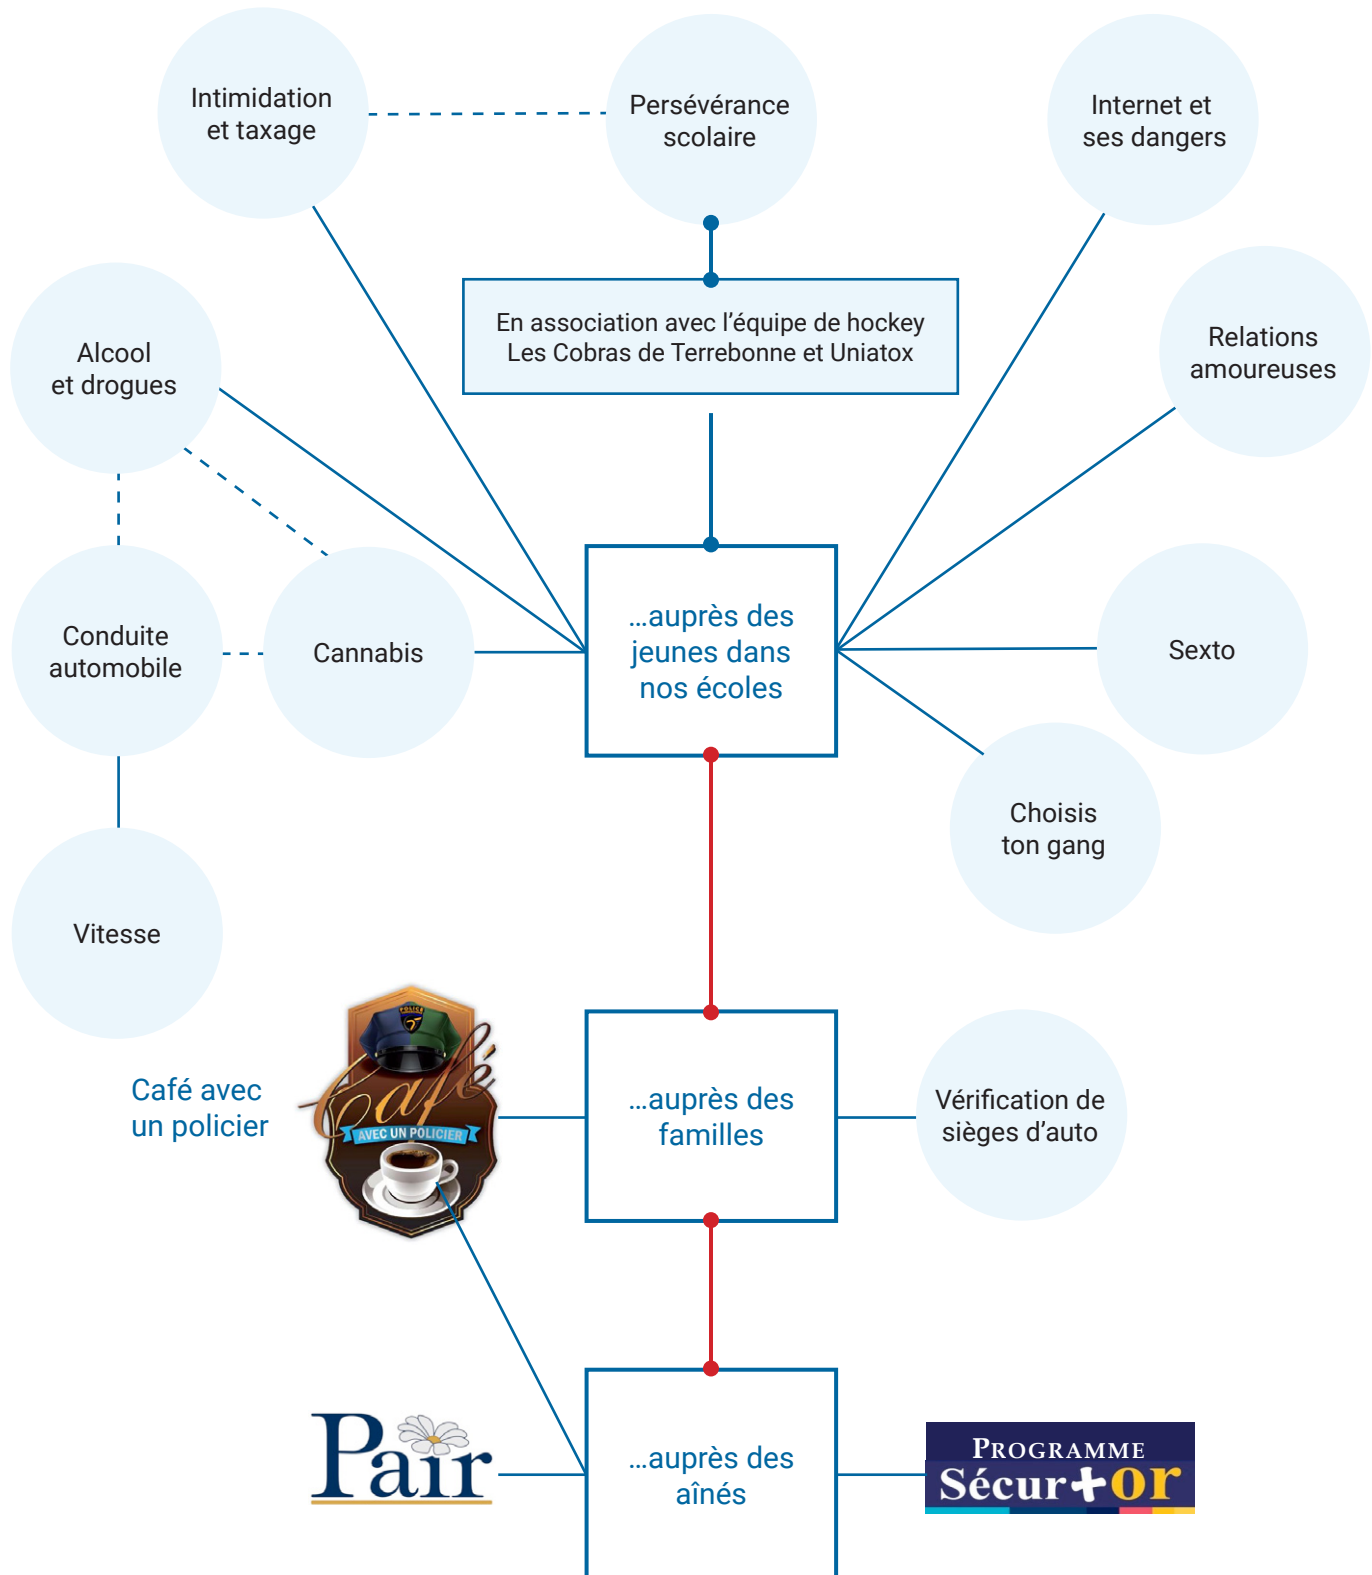 Intimidation
et taxage
Persévérance
scolaire
Internet et
ses dangers
En association avec l’équipe de hockey
Les Cobras de Terrebonne et Uniatox
Alcool
et drogues
Relations
amoureuses
Conduite
automobile
Cannabis
...auprès des
jeunes dans
nos écoles
Sexto
Choisis
ton gang
Vitesse
Café avec
un policier
POLICE
Café
AVEC UN POLICIER
...auprès des
familles
Vérification de
sièges d’auto
Pair
...auprès des
aînés
PROGRAMME
Sécur+or